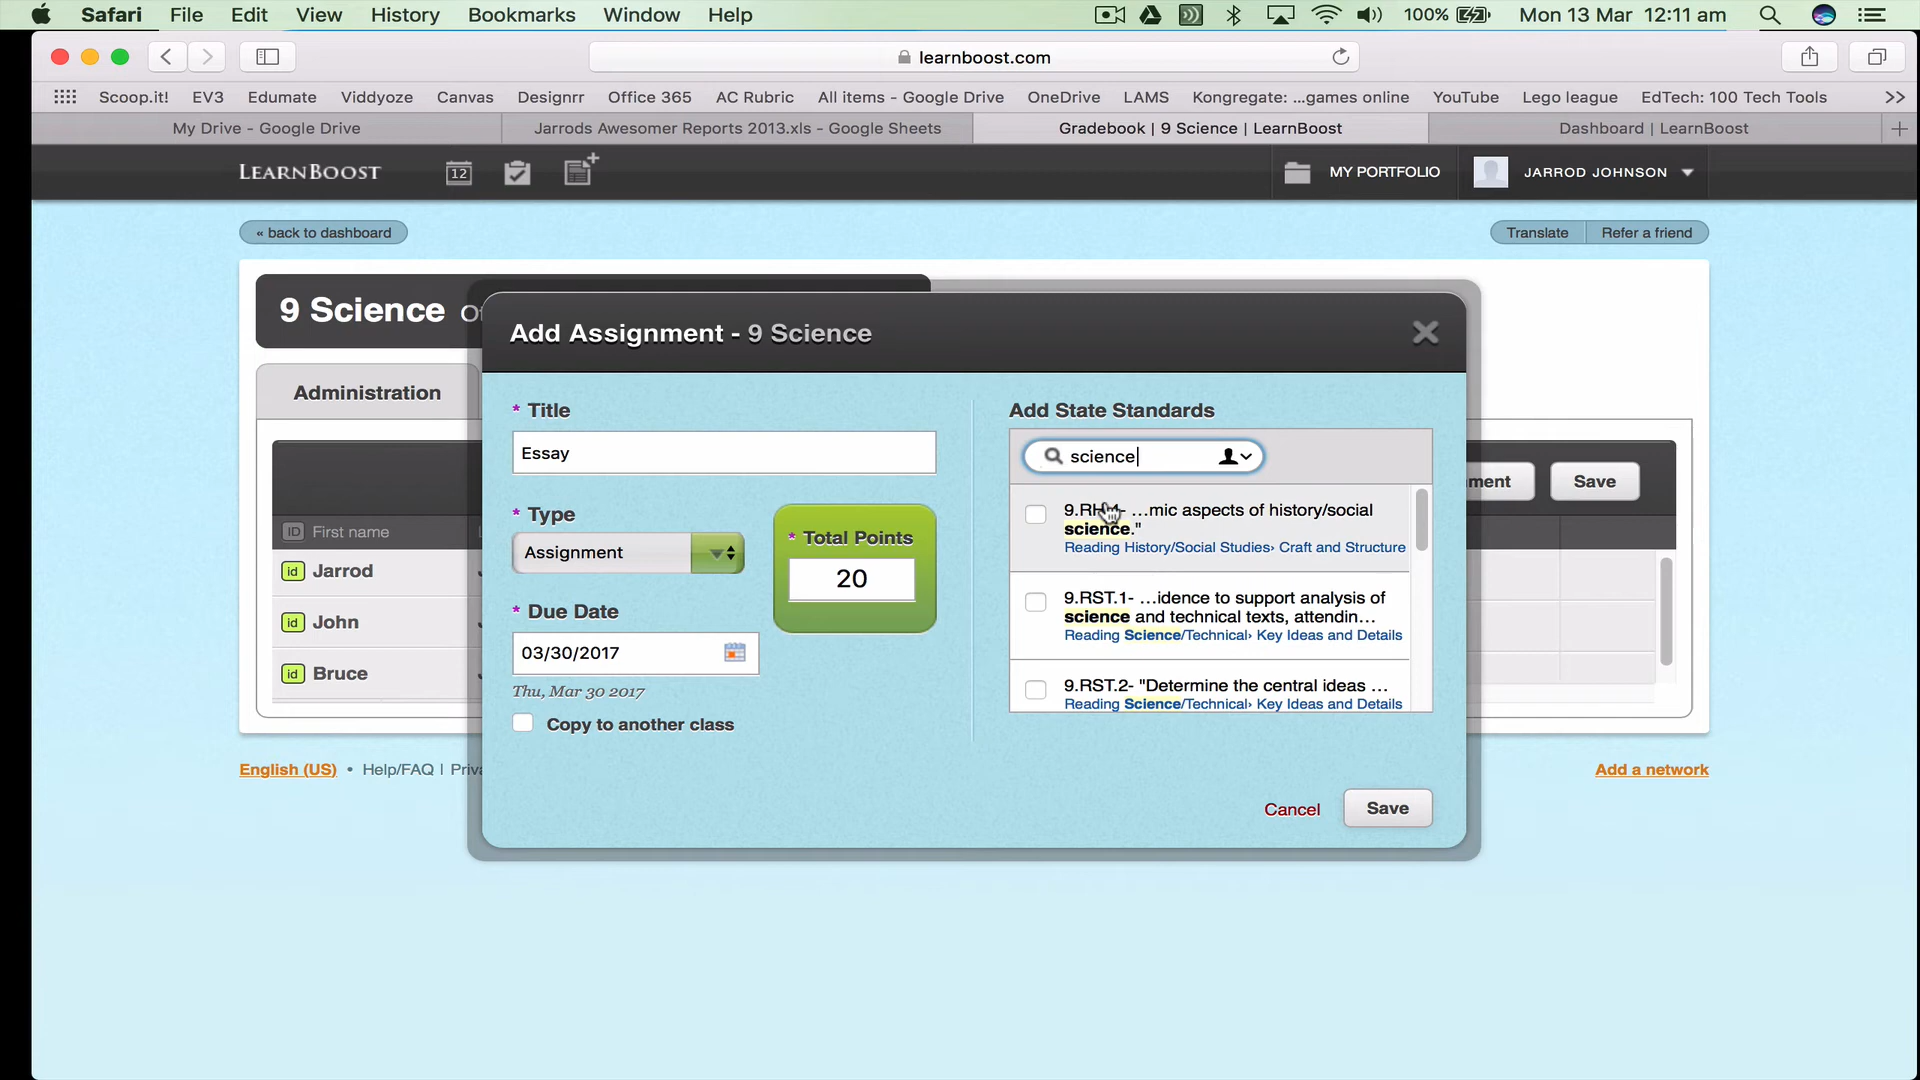 Safari File Edit View History Bookmarks Window Help 100% Mon 13 Mar 12:11 am
learnboost.com
Scoop.it! EV3 Edumate Viddyoze Canvas Designrr Office 365 AC Rubric All items - Google Drive OneDrive LAMS Kongregate: ...games online YouTube Lego league EdTech: 100 Tech Tools >>
My Drive - Google Drive Jarrods Awesomer Reports 2013.xls - Google Sheets Gradebook | 9 Science | LearnBoost Dashboard | LearnBoost
LEARNBOOST 12 MY PORTFOLIO JARROD JOHNSON
« back to dashboard Translate Refer a friend
9 Science
Add Assignment - 9 Science
Administration
* Title
Essay
* Type
Assignment
* Total Points
20
* Due Date
03/30/2017
Thu, Mar 30 2017
Copy to another class
Add State Standards
science
…mic aspects of history/social
science."
Reading History/Social Studies› Craft and Structure
9.RST.1- …idence to support analysis of
science and technical texts, attendin…
Reading Science/Technical› Key Ideas and Details
9.RST.2- "Determine the central ideas …
Reading Science/Technical› Key Ideas and Details
Cancel Save
Save
ID First name
id Jarrod
id John
id Bruce
English (US) • Help/FAQ | Add a network